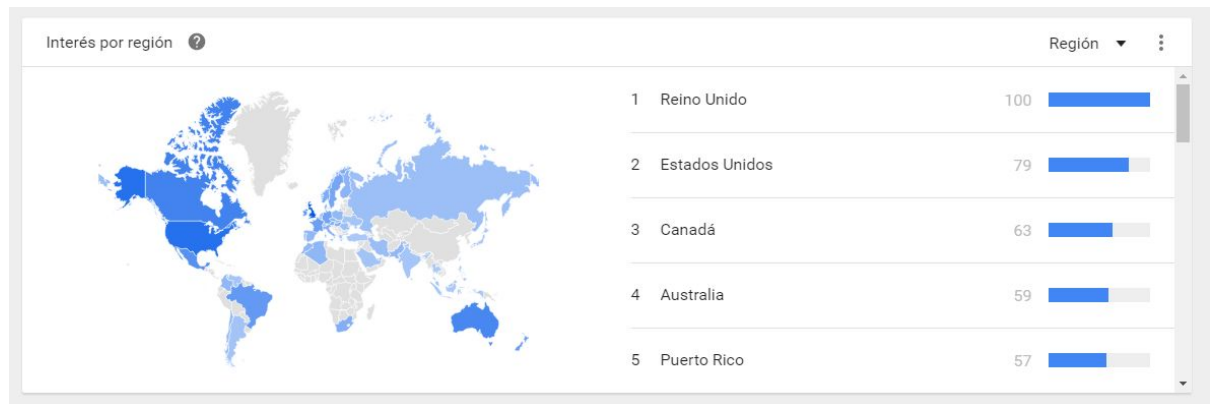 Interés por región ?
Región
1 Reino Unido 100
2 Estados Unidos 79
3 Canadá 63
4 Australia 59
5 Puerto Rico 57